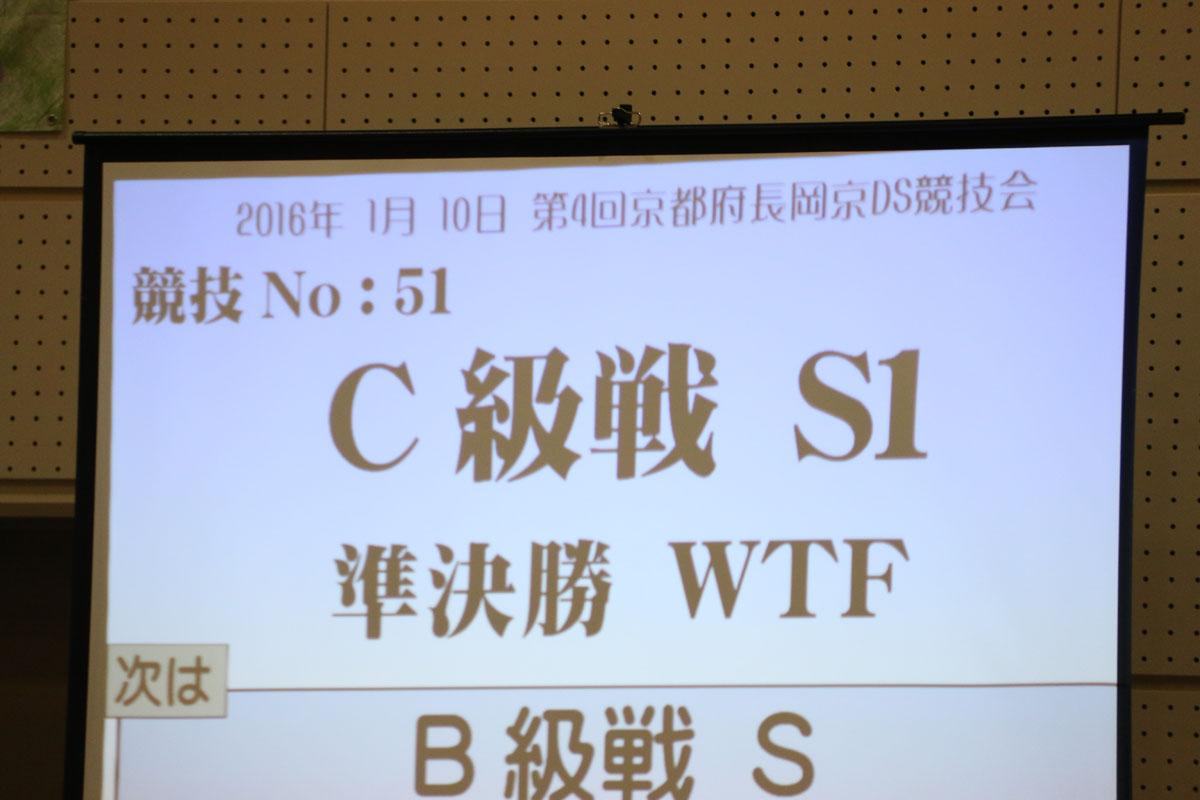 2016年 1月 10日 第4回京都府長岡京DS競技会
競技 No：51
C 級戦 S1
準決勝 WTF
次は
B 級戦 S